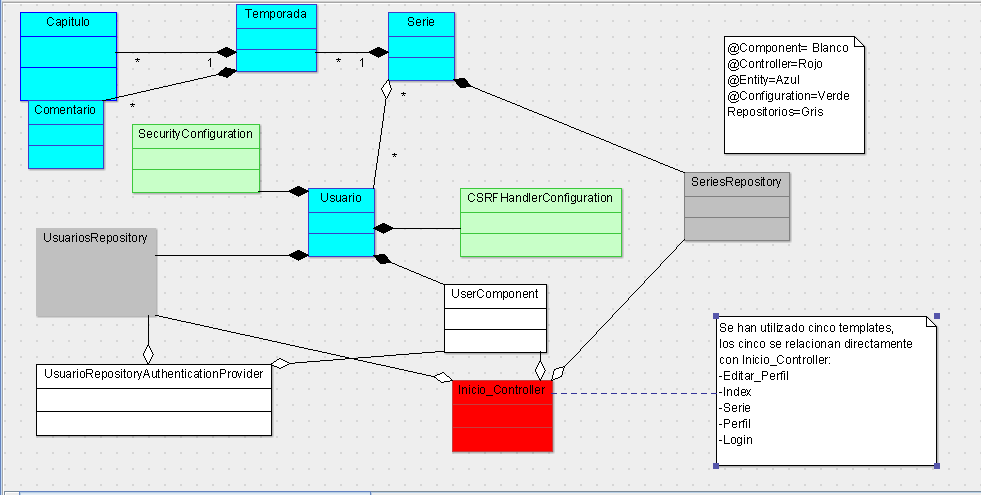 Capitulo
Temporada
Serie
*
1
*
1
*
*
*
Comentario
SecurityConfiguration
@Component= Blanco
@Controller=Rojo
@Entity=Azul
@Configuration=Verde
Repositorios=Gris
Usuario
CSRFHandlerConfiguration
SeriesRepository
UsuariosRepository
UserComponent
UsuarioRepositoryAuthenticationProvider
Inicio_Controller
Se han utilizado cinco templates,
los cinco se relacionan directamente
con Inicio_Controller:
-Editar_Perfil
-Index
-Serie
-Perfil
-Login